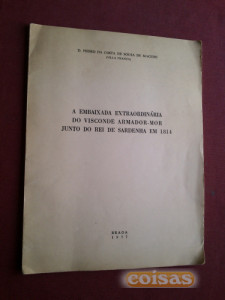 D. PEDRO DA COSTA DE SOUSA DE MACEDO
A EMBAIXADA EXTRAORDINÁRIA
DO VISCONDE ARMADOR-MOR
JUNTO DO REI DE SARDENHA EM 1814
BRAGA
coisas